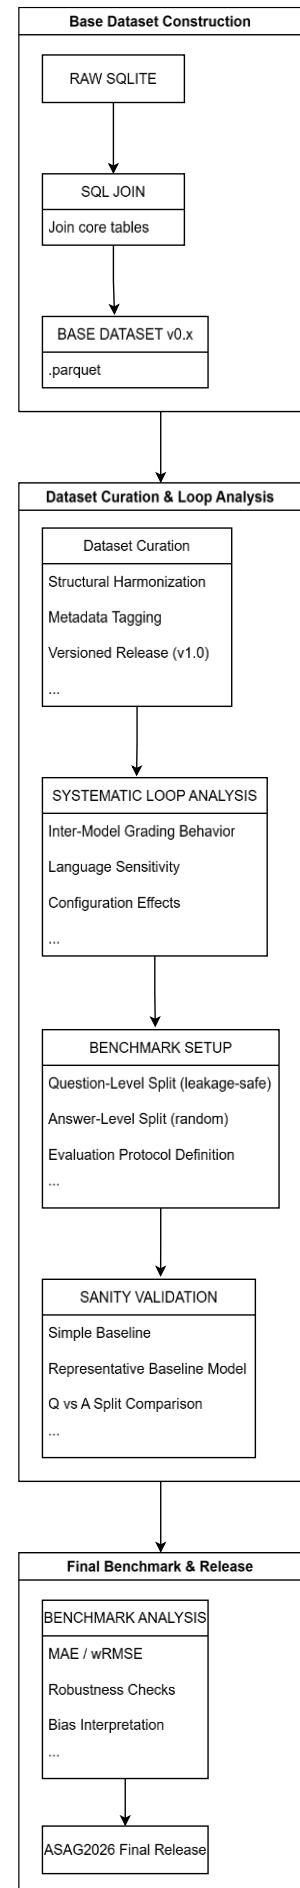 Base Dataset Construction
RAW SQLITE
SQL JOIN
Join core tables
BASE DATASET v0.x
.parquet
Dataset Curation & Loop Analysis
Dataset Curation
Structural Harmonization
Metadata Tagging
Versioned Release (v1.0)
...
SYSTEMATIC LOOP ANALYSIS
Inter-Model Grading Behavior
Language Sensitivity
Configuration Effects
...
BENCHMARK SETUP
Question-Level Split (leakage-safe)
Answer-Level Split (random)
Evaluation Protocol Definition
...
SANITY VALIDATION
Simple Baseline
Representative Baseline Model
Q vs A Split Comparison
...
Final Benchmark & Release
BENCHMARK ANALYSIS
MAE / wRMSE
Robustness Checks
Bias Interpretation
...
ASAG2026 Final Release